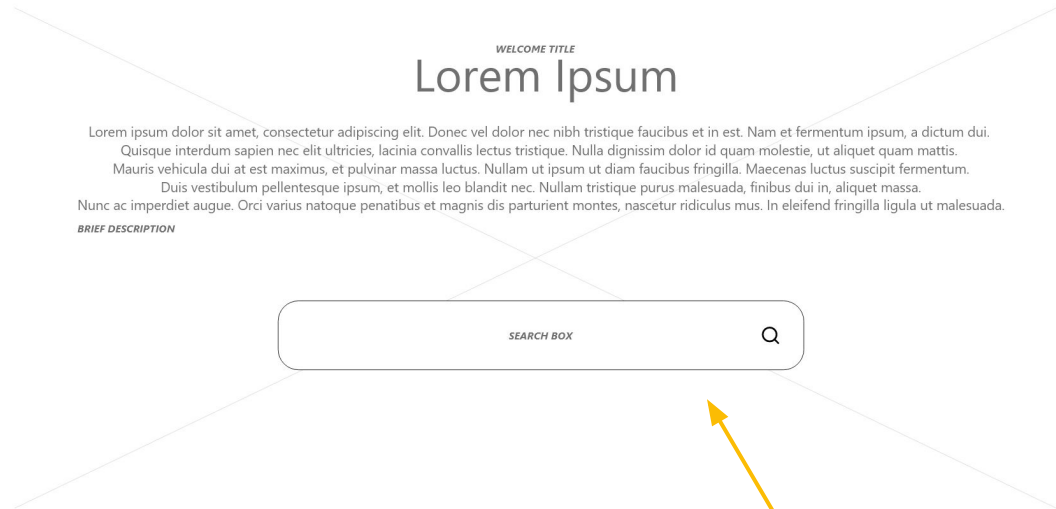 WELCOME TITLE
Lorem Ipsum
Lorem ipsum dolor sit amet, consectetur adipiscing elit. Donec vel dolor nec nibh tristique faucibus et in est. Nam et fermentum ipsum, a dictum dui.
Quisque interdum sapien nec elit ultricies, lacinia convallis lectus tristique. Nulla dignissim dolor id quam molestie, ut aliquet quam mattis.
Mauris vehicula dui at est maximus, et pulvinar massa luctus. Nullam ut ipsum ut diam faucibus fringilla. Maecenas luctus suscipit fermentum.
Duis vestibulum pellentesque ipsum, et mollis leo blandit nec. Nullam tristique purus malesuada, finibus dui in, aliquet massa.
Nunc ac imperdiet augue. Orci varius natoque penatibus et magnis dis parturient montes, nascetur ridiculus mus. In eleifend fringilla ligula ut malesuada.
BRIEF DESCRIPTION
SEARCH BOX